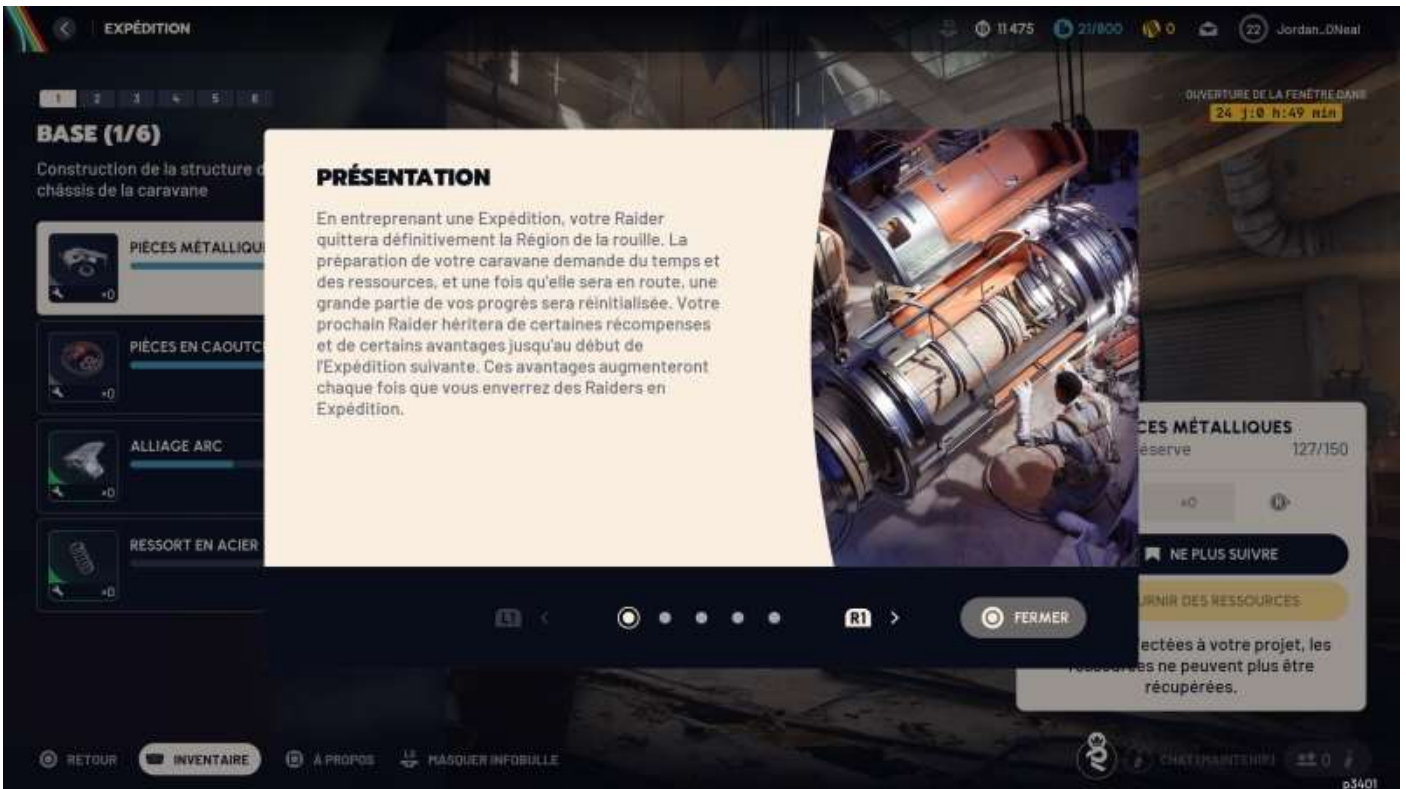 EXPÉDITION
11 475
21/800
0
22
Jordan_ONeal
1 2 3 4 5 6
OUVERTURE DE LA FENÊTRE DANS
24 j:0 h:49 min
BASE (1/6)
Construction de la structure d
châssis de la caravane
PIÈCES MÉTALLIQU
+0
PIÈCES EN CAOUTC
+0
ALLIAGE ARC
+0
RESSORT EN ACIER
+0
PRÉSENTATION
En entreprenant une Expédition, votre Raider
quittera définitivement la Région de la rouille. La
préparation de votre caravane demande du temps et
des ressources, et une fois qu'elle sera en route, une
grande partie de vos progrès sera réinitialisée. Votre
prochain Raider héritera de certaines récompenses
et de certains avantages jusqu'au début de
l'Expédition suivante. Ces avantages augmenteront
chaque fois que vous enverrez des Raiders en
Expédition.
L1 <
R1 >
FERMER
CES MÉTALLIQUES
éserve 127/150
+0
R
NE PLUS SUIVRE
URNIR DES RESSOURCES
ectées à votre projet, les
ressources ne peuvent plus être
récupérées.
RETOUR
INVENTAIRE
À PROPOS
MASQUER INFOBULLE
0
p3401